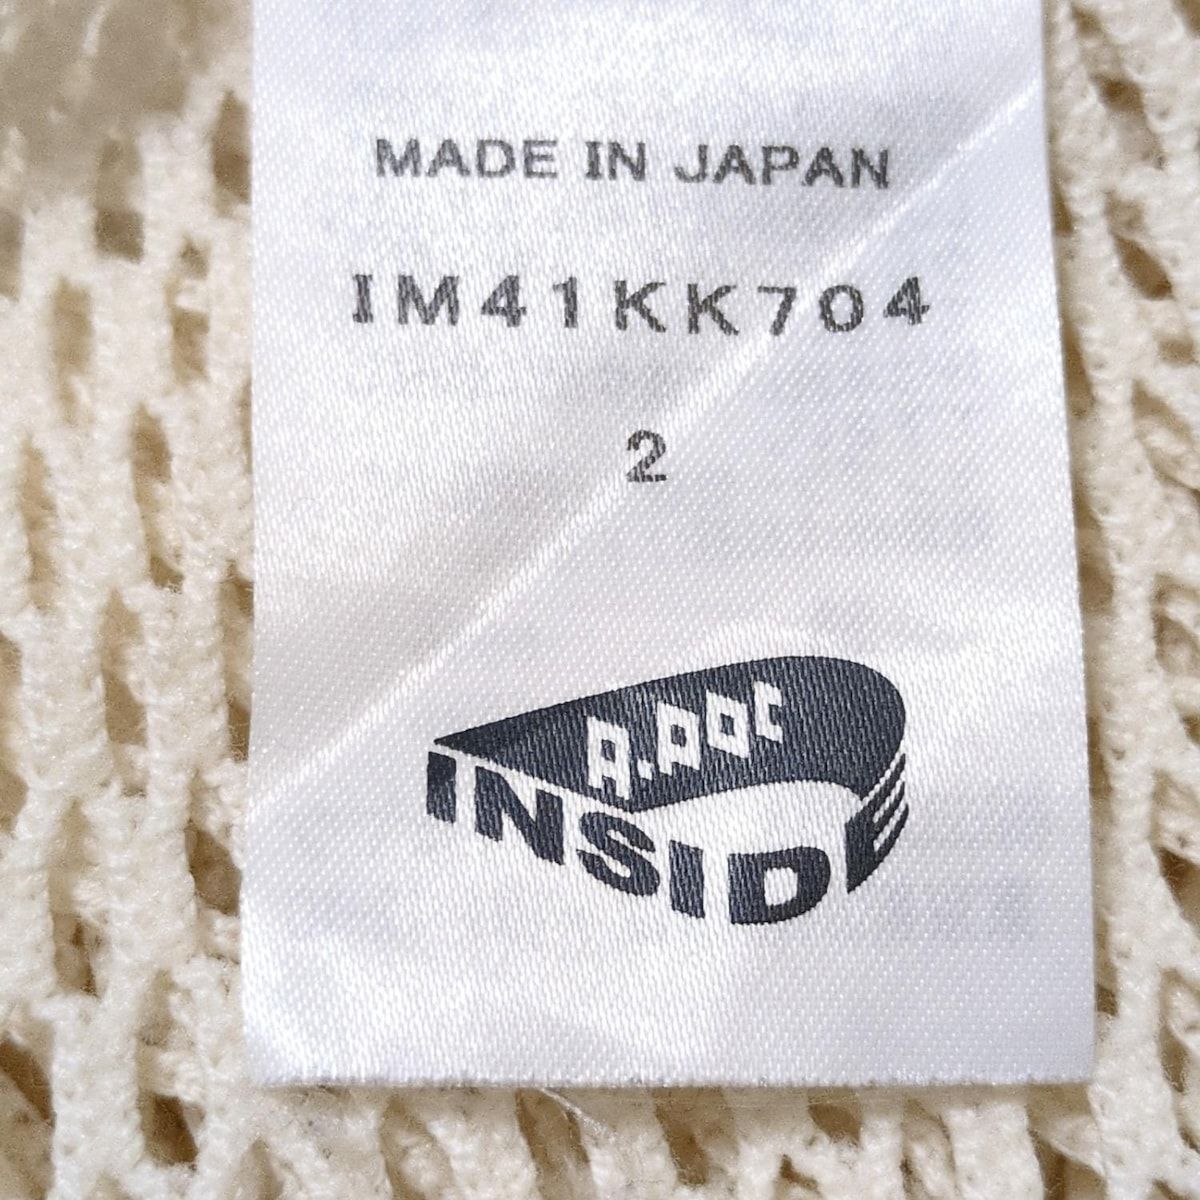 MADE IN JAPAN
IM41KK704
2
A.POC
INSIDE